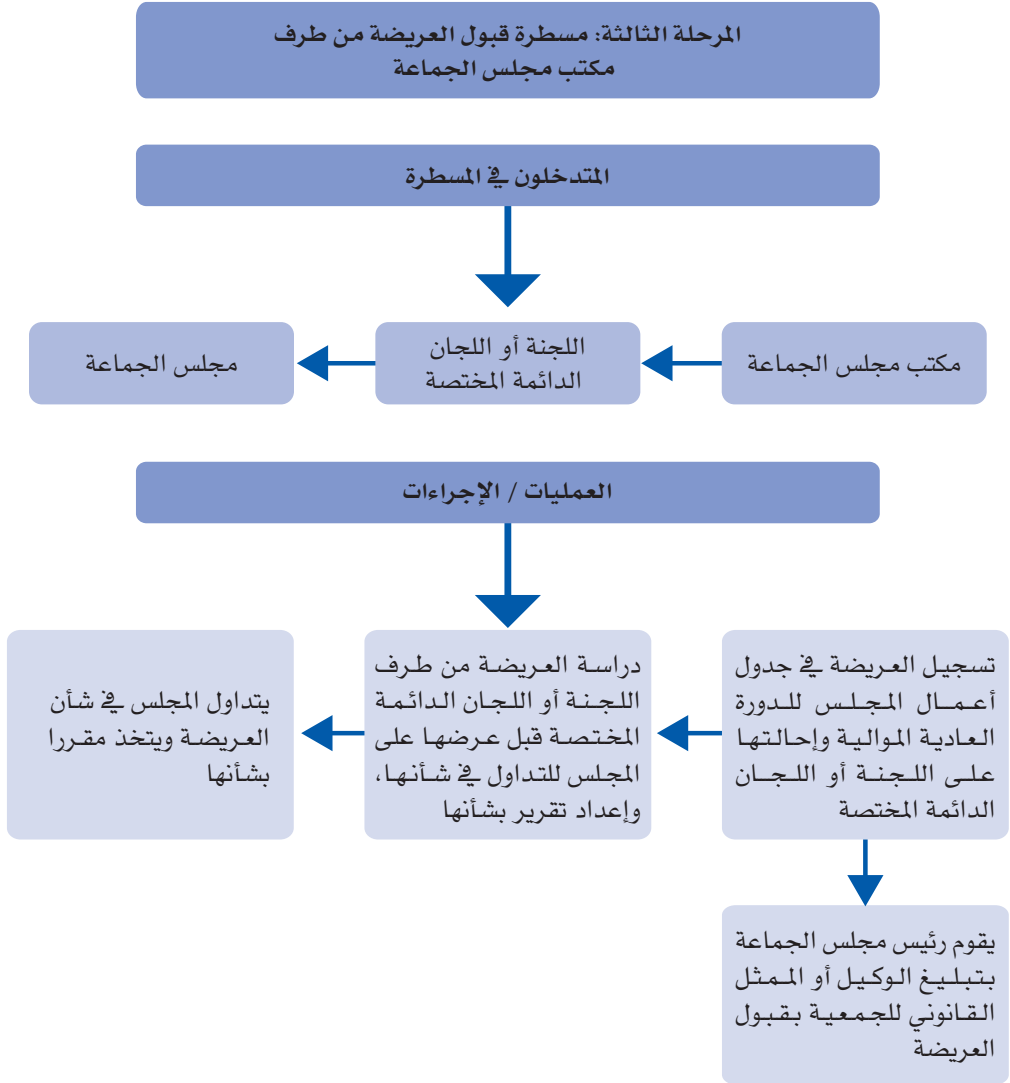 المرحلة الثالثة: مسطرة قبول العريضة من طرف
مكتب مجلس الجماعة
المتدخلون في المسطرة
مكتب مجلس الجماعة
اللجنة أو اللجان
الدائمة المختصة
مجلس الجماعة
العمليات / الإجراءات
تسجيل العريضة في جدول
أعمال المجلس للدورة
العادية الموالية وإحالتها
على اللجنة أو اللجان
الدائمة المختصة
دراسة العريضة من طرف
اللجنة أو اللجان الدائمة
المختصة قبل عرضها على
المجلس للتداول في شأنها،
وإعداد تقرير بشأنها
يتداول المجلس في شأن
العريضة ويتخذ مقررا
بشأنها
يقوم رئيس مجلس الجماعة
بتبليغ الوكيل أو الممثل
القانوني للجمعية بقبول
العريضة